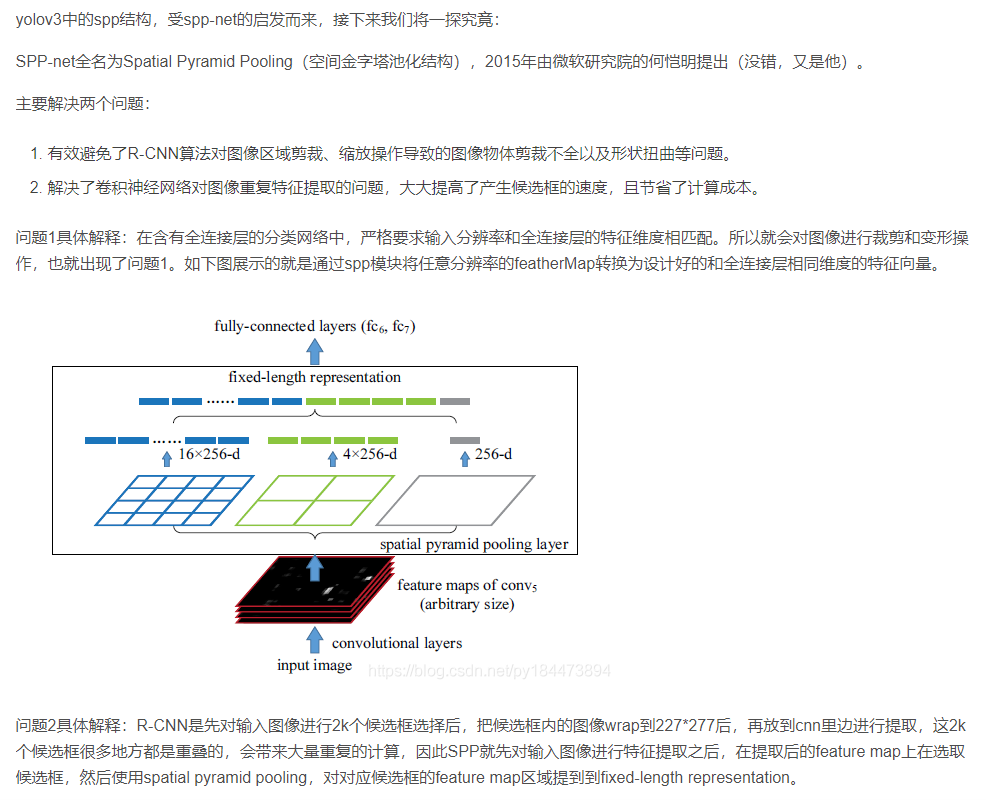 yolov3中的spp结构，受spp-net的启发而来，接下来我们将一探究竟：
SPP-net全名为Spatial Pyramid Pooling（空间金字塔池化结构），2015年由微软研究院的何恺明提出（没错，又是他）。
主要解决两个问题：
1. 有效避免了R-CNN算法对图像区域剪裁、缩放操作导致的图像物体剪裁不全以及形状扭曲等问题。
2. 解决了卷积神经网络对图像重复特征提取的问题，大大提高了产生候选框的速度，且节省了计算成本。
问题1具体解释：在含有全连接层的分类网络中，严格要求输入分辨率和全连接层的特征维度相匹配。所以就会对图像进行裁剪和变形操
作，也就出现了问题1。如下图展示的就是通过spp模块将任意分辨率的featherMap转换为设计好的和全连接层相同维度的特征向量。
fully-connected layers (fc₆, fc₇)
fixed-length representation
......
......
16×256-d
4×256-d
256-d
spatial pyramid pooling layer
feature maps of conv₅
(arbitrary size)
convolutional layers
input image
https://blog.csdn.net/py184473894
问题2具体解释：R-CNN是先对输入图像进行2k个候选框选择后，把候选框内的图像wrap到227*277后，再放到cnn里边进行提取，这2k
个候选框很多地方都是重叠的，会带来大量重复的计算，因此SPP就先对输入图像进行特征提取之后，在提取后的feature map上在选取
候选框，然后使用spatial pyramid pooling，对对应候选框的feature map区域提到到fixed-length representation。